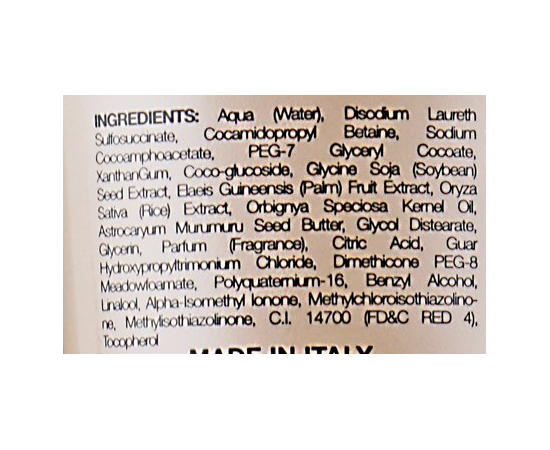 INGREDIENTS: Aqua (Water), Disodium Laureth
Sulfosuccinate, Cocamidopropyl Betaine, Sodium
Cocoamphoacetate, PEG-7 Glyceryl Cocoate,
XanthanGum, Coco-glucoside, Glycine Soja (Soybean)
Seed Extract, Elaeis Guineensis (Palm) Fruit Extract, Oryza
Sativa (Rice) Extract, Orbignya Speciosa Kernel Oil,
Astrocaryum Murumuru Seed Butter, Glycol Distearate,
Glycerin, Parfum (Fragrance), Citric Acid, Guar
Hydroxypropyltrimonium Chloride, Dimethicone PEG-8
Meadowfoamate, Polyquaternium-16, Benzyl Alcohol,
Linalool, Alpha-Isomethyl Ionone, Methylchloroisothiazolino-
ne, Methylisothiazolinone, C.I. 14700 (FD&C RED 4),
Tocopherol
MADE IN ITALY